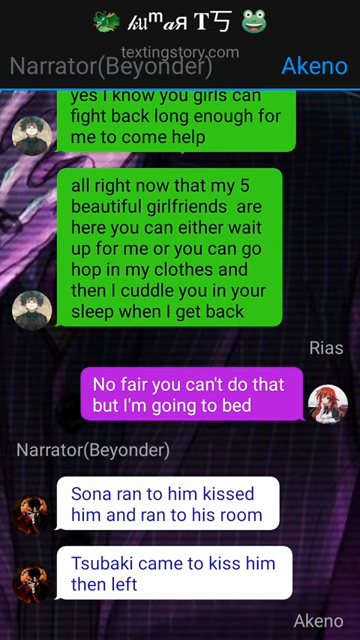 🐲 𝓀𝓊ᵐ𝒶я T丂 🐸
textingstory.com
Narrator(Beyonder) Akeno
yes I know you girls can
fight back long enough for
me to come help
all right now that my 5
beautiful girlfriends are
here you can either wait
up for me or you can go
hop in my clothes and
then I cuddle you in your
sleep when I get back
Rias
No fair you can't do that
but I'm going to bed
Narrator(Beyonder)
Sona ran to him kissed
him and ran to his room
Tsubaki came to kiss him
then left
Akeno